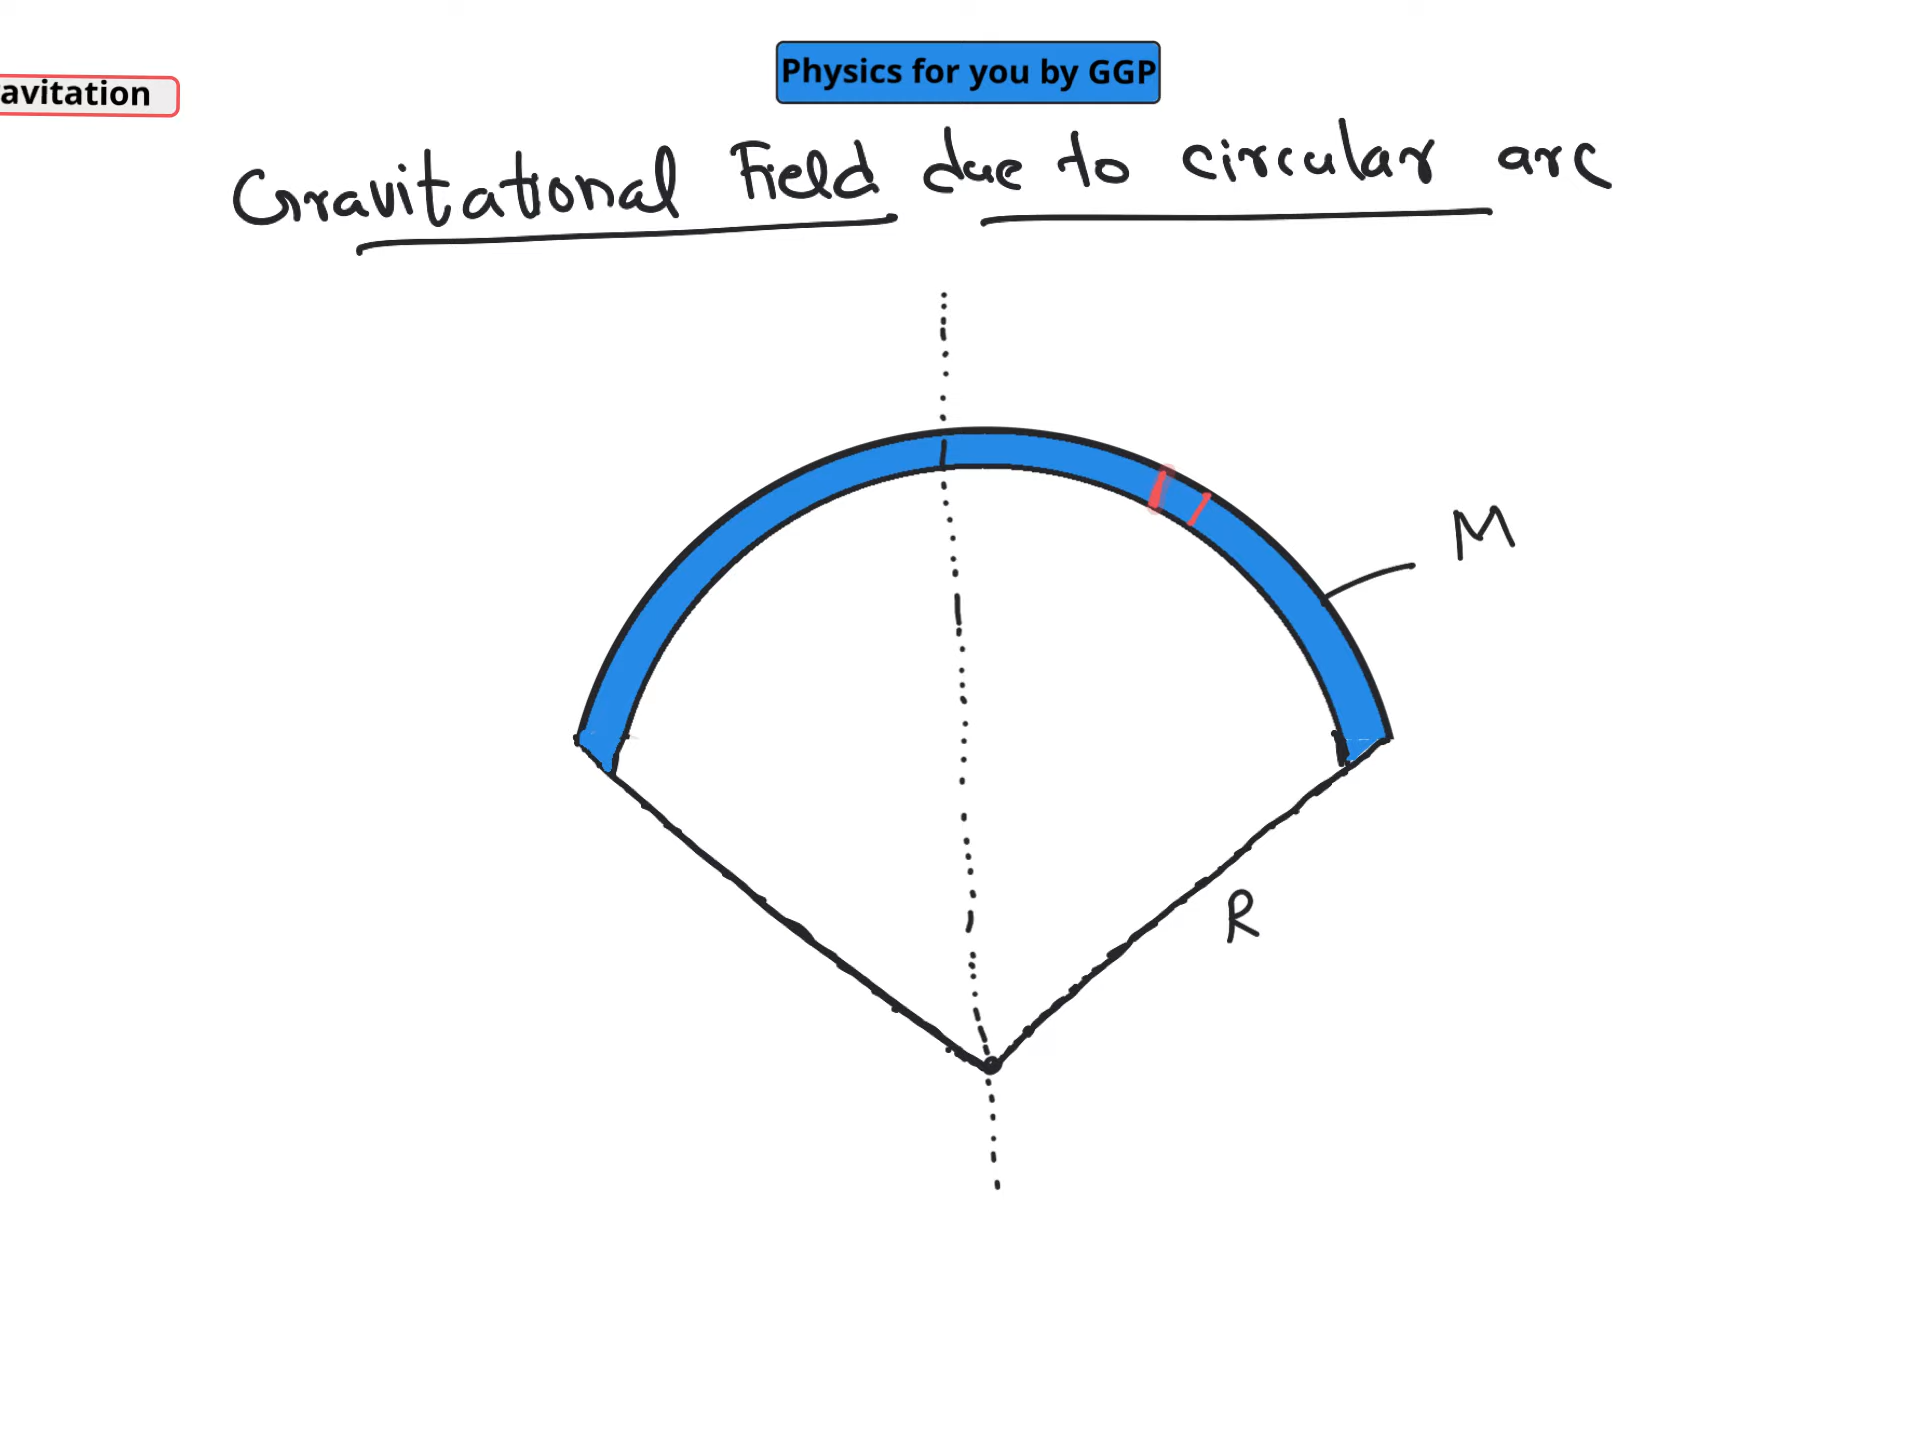 Physics for you by GGP
avitation
Gravitational Field due to circular arc
M
R